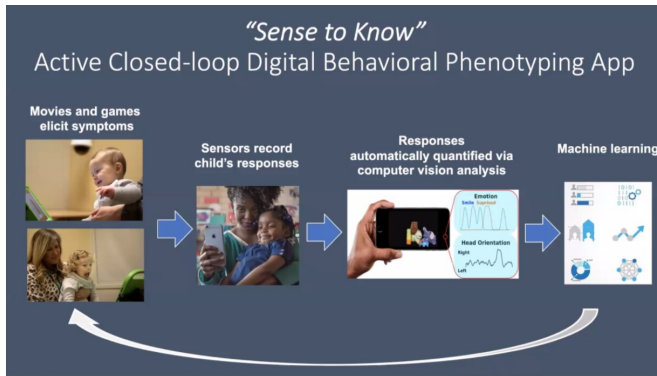 “Sense to Know”
Active Closed-loop Digital Behavioral Phenotyping App
Movies and games
elicit symptoms
Sensors record
child's responses
Responses
automatically quantified via
computer vision analysis
Machine learning
Emotion
Smile Suprised
Head Orientation
Right
Left